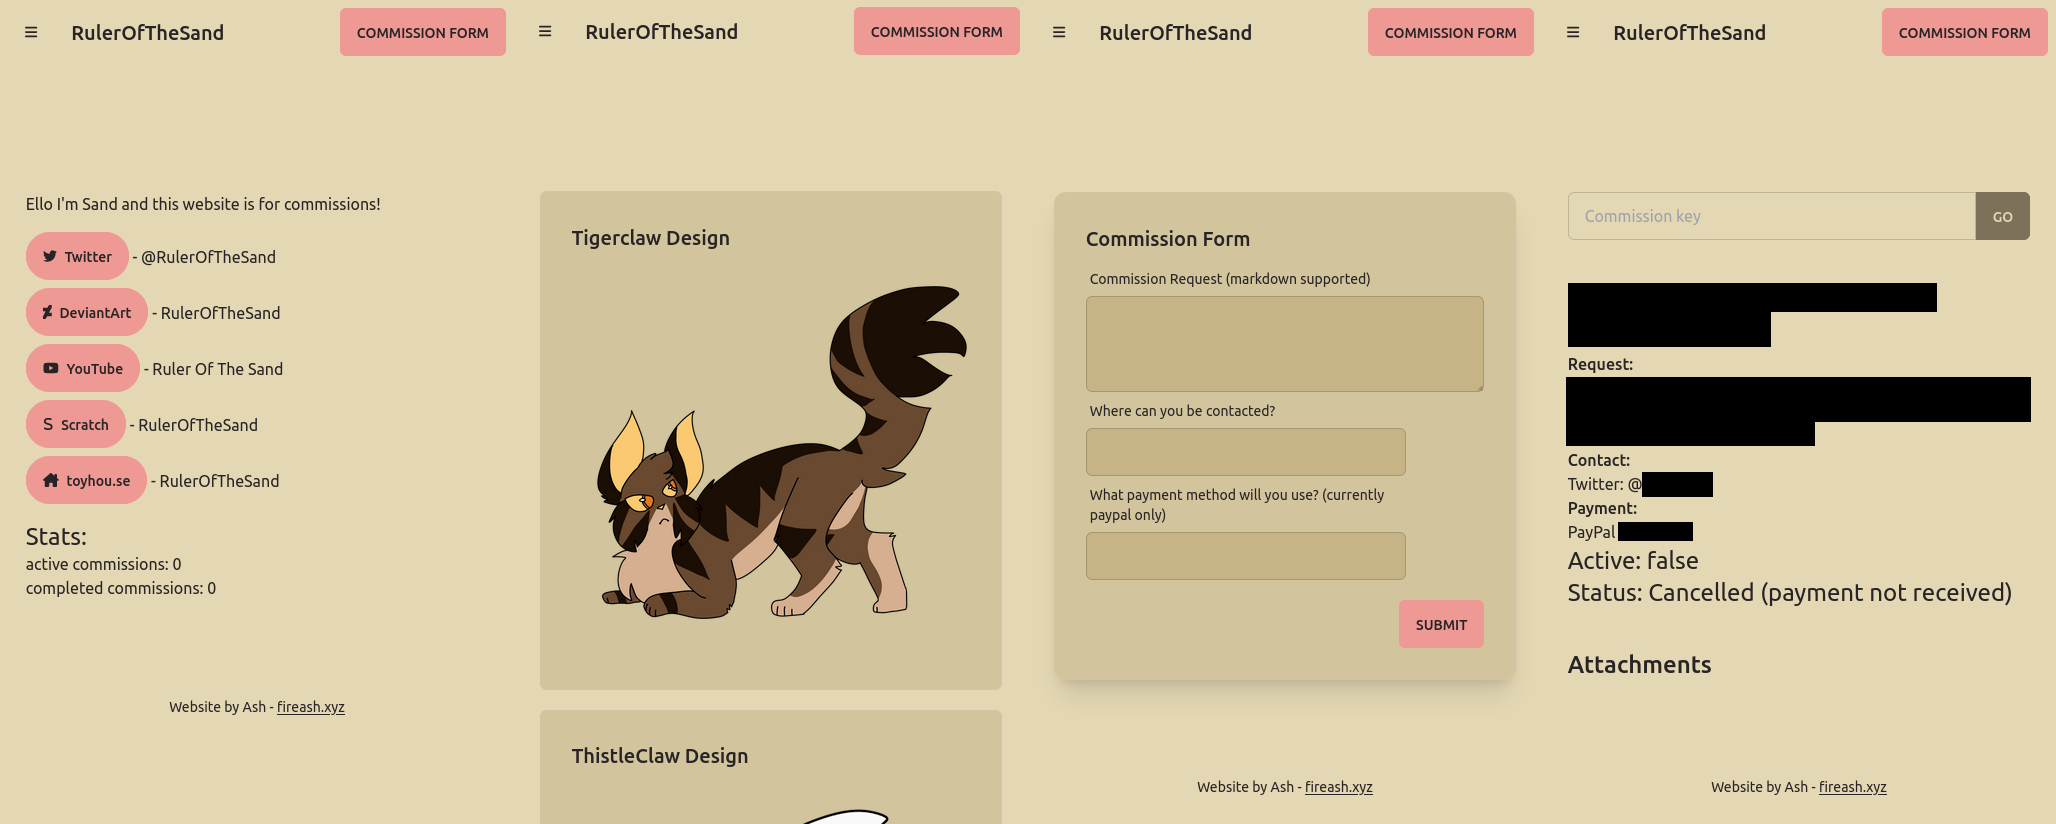 RulerOfTheSand
COMMISSION FORM
Ello I'm Sand and this website is for commissions!
Twitter - @RulerOfTheSand
DeviantArt - RulerOfTheSand
YouTube - Ruler Of The Sand
S Scratch - RulerOfTheSand
toyhou.se - RulerOfTheSand
Stats:
active commissions: 0
completed commissions: 0
Website by Ash - fireash.xyz
RulerOfTheSand
COMMISSION FORM
Tigerclaw Design
ThistleClaw Design
RulerOfTheSand
COMMISSION FORM
Commission Form
Commission Request (markdown supported)
Where can you be contacted?
What payment method will you use? (currently
paypal only)
SUBMIT
Website by Ash - fireash.xyz
RulerOfTheSand
COMMISSION FORM
Commission key
GO
Request:
Contact:
Twitter: @
Payment:
PayPal
Active: false
Status: Cancelled (payment not received)
Attachments
Website by Ash - fireash.xyz